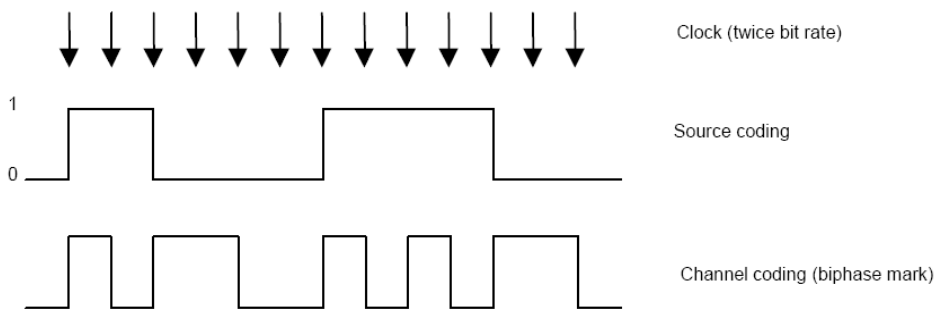 Clock (twice bit rate)
1
Source coding
0
Channel coding (biphase mark)